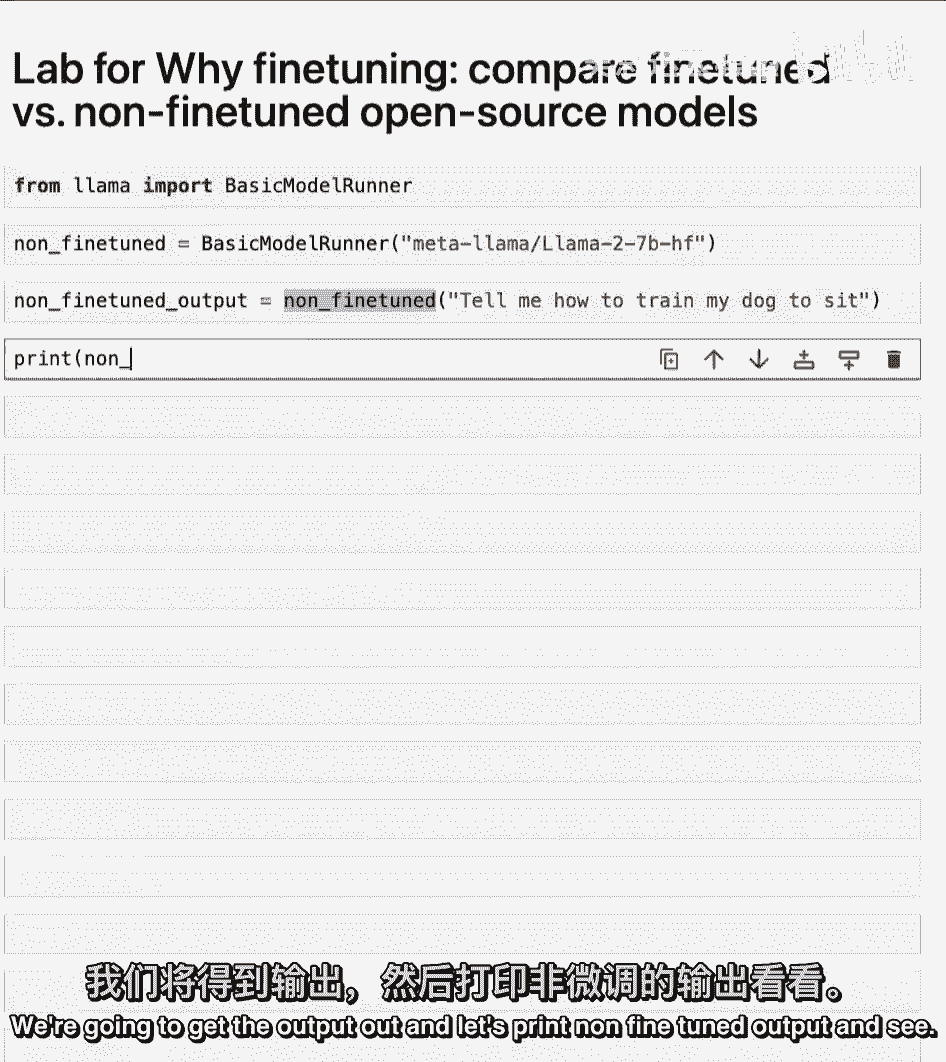 Lab for Why finetuning: compare finetuned
vs. non-finetuned open-source models
from llama import BasicModelRunner
non_finetuned = BasicModelRunner("meta-llama/Llama-2-7b-hf")
non_finetuned_output = non_finetuned("Tell me how to train my dog to sit")
print(non_
我们将得到输出，然后打印非微调的输出看看。
We're going to get the output out and let's print non fine tuned output and see.